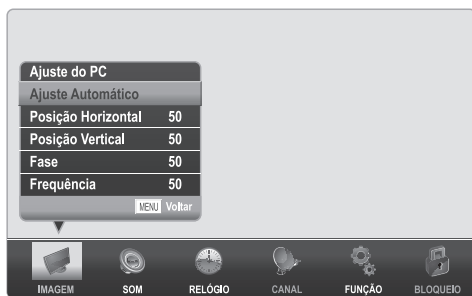 Ajuste do PC
Ajuste Automático
Posição Horizontal 50
Posição Vertical 50
Fase 50
Frequência 50
MENU Voltar
IMAGEM SOM RELÓGIO CANAL FUNÇÃO BLOQUEIO